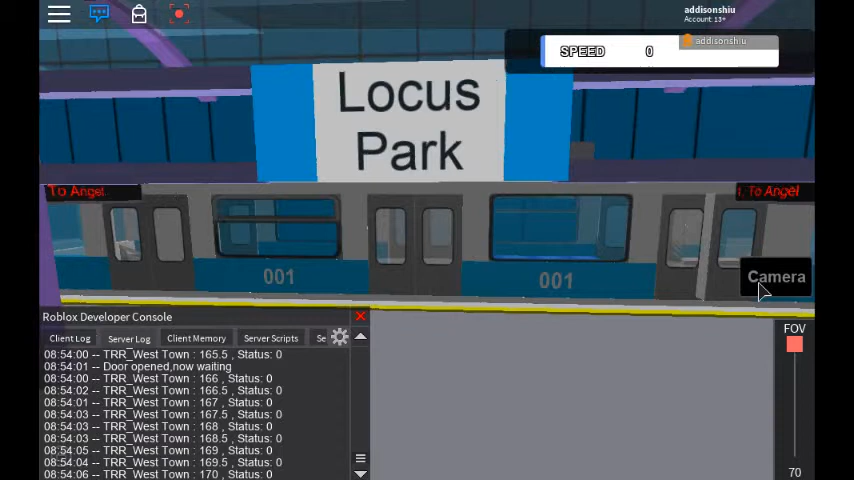 addisonshiu
Account: 13+
SPEED 0
addisonshiu
Locus
Park
To Angel
To Angel
001
001
Camera
Roblox Developer Console
Client Log Server Log Client Memory Server Scripts Se
08:54:00 -- TRR_West Town : 165.5 , Status: 0
08:54:01 -- Door opened,now waiting
08:54:00 -- TRR_West Town : 166 , Status: 0
08:54:02 -- TRR_West Town : 166.5 , Status: 0
08:54:01 -- TRR_West Town : 167 , Status: 0
08:54:03 -- TRR_West Town : 167.5 , Status: 0
08:54:03 -- TRR_West Town : 168 , Status: 0
08:54:03 -- TRR_West Town : 168.5 , Status: 0
08:54:05 -- TRR_West Town : 169 , Status: 0
08:54:04 -- TRR_West Town : 169.5 , Status: 0
08:54:06 -- TRR_West Town : 170 , Status: 0
FOV
70